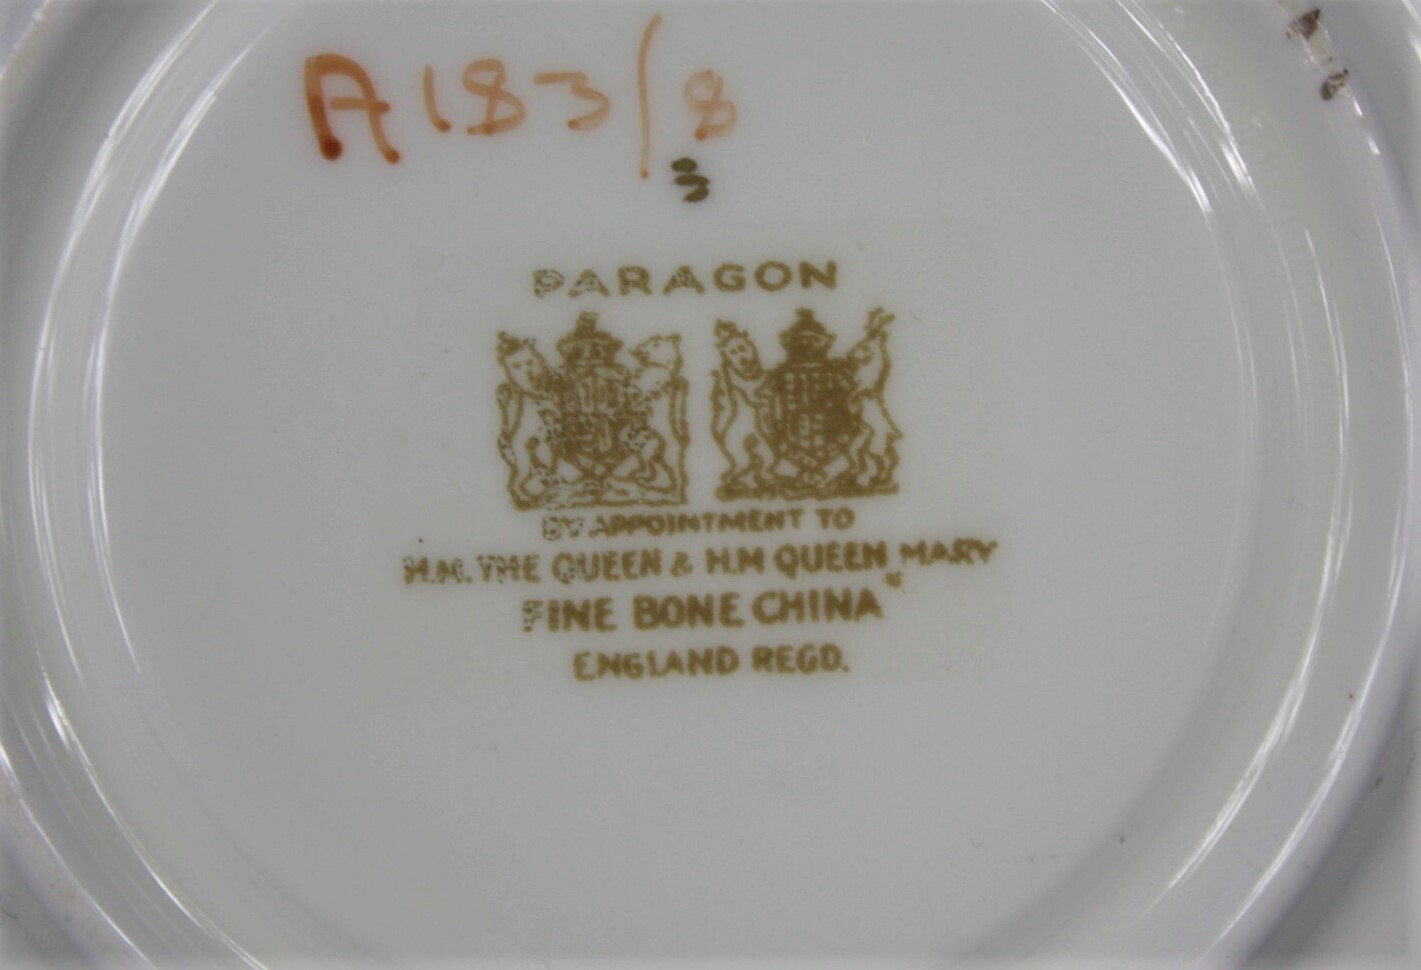 A183/8
PARAGON
BY APPOINTMENT TO
H.M. THE QUEEN & H.M QUEEN MARY
FINE BONE CHINA
ENGLAND REGD.